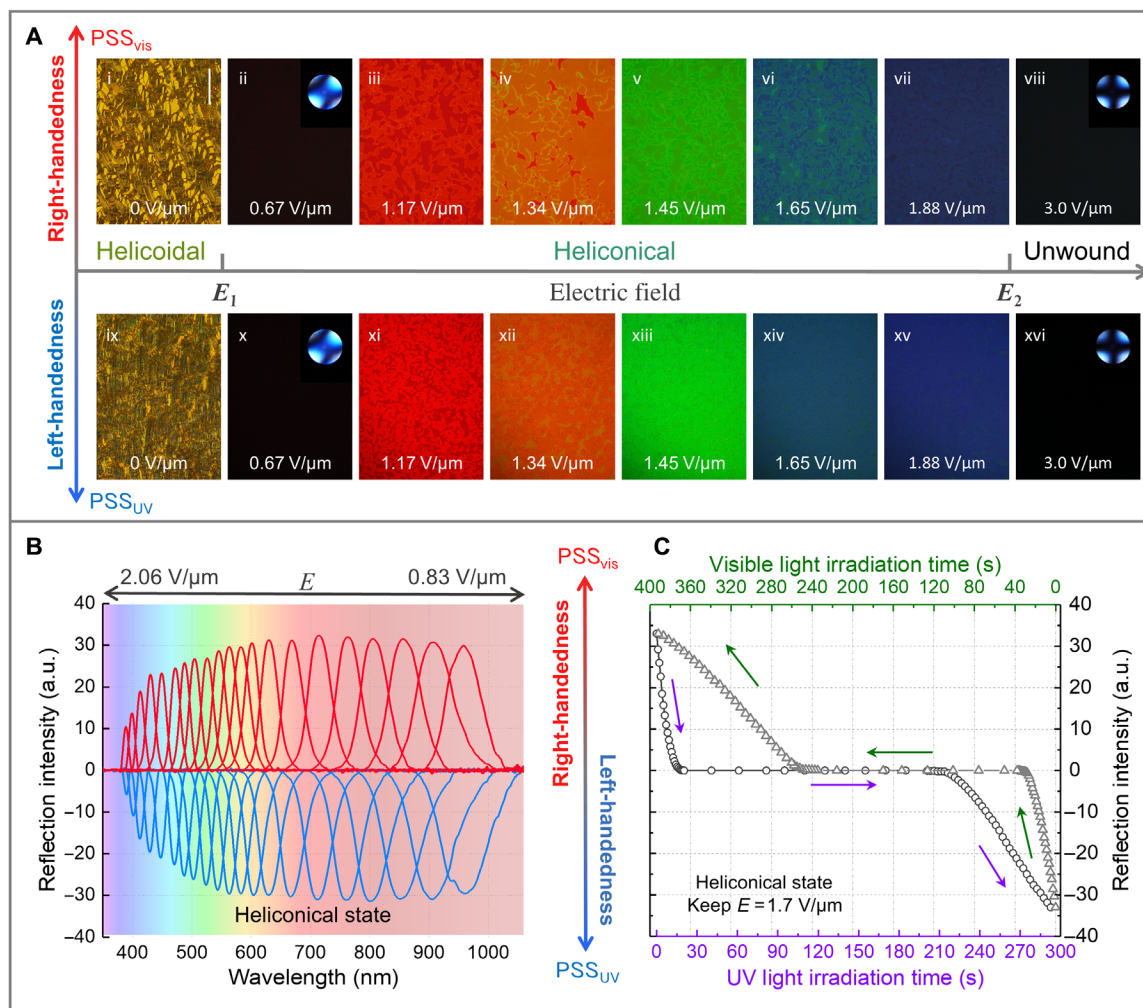 A
PSSvis
Right-handedness
i
ii
iii
iv
v
vi
vii
viii
0 V/μm
0.67 V/μm
1.17 V/μm
1.34 V/μm
1.45 V/μm
1.65 V/μm
1.88 V/μm
3.0 V/μm
Helicoidal
Heliconical
Unwound
E1
Electric field
E2
Left-handedness
ix
x
xi
xii
xiii
xiv
xv
xvi
0 V/μm
0.67 V/μm
1.17 V/μm
1.34 V/μm
1.45 V/μm
1.65 V/μm
1.88 V/μm
3.0 V/μm
PSSUV
B
2.06 V/μm
E
0.83 V/μm
40
30
20
10
0
−10
−20
−30
−40
Reflection intensity (a.u.)
Heliconical state
400 500 600 700 800 900 1000
Wavelength (nm)
PSSvis
Right-handedness
Left-handedness
PSSUV
C
Visible light irradiation time (s)
400 360 320 280 240 200 160 120 80 40 0
40
30
20
10
0
−10
−20
−30
−40
Reflection intensity (a.u.)
Heliconical state
Keep E = 1.7 V/μm
0 30 60 90 120 150 180 210 240 270 300
UV light irradiation time (s)